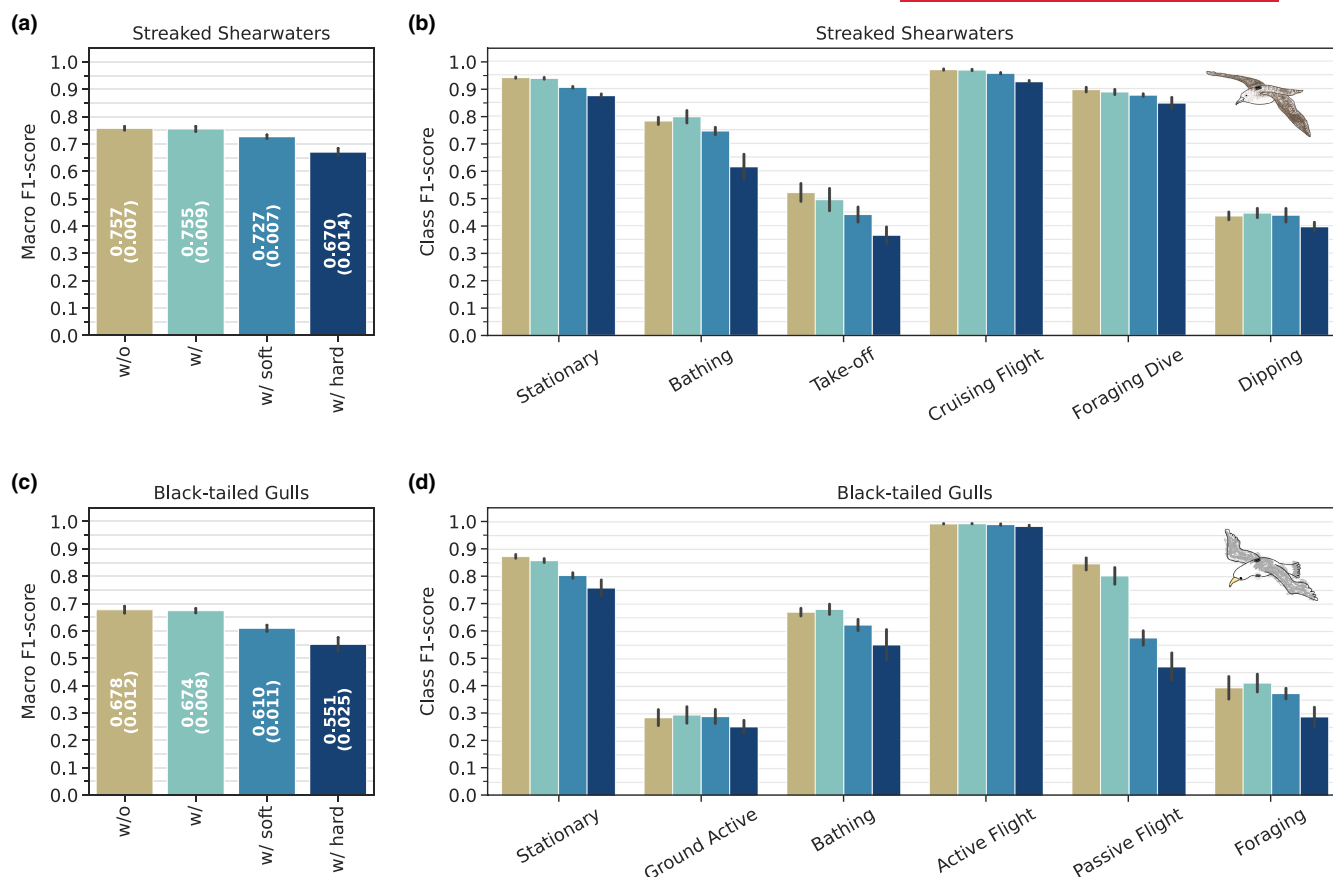 (a)
Streaked Shearwaters
Macro F1-score
1.0
0.9
0.8
0.7
0.6
0.5
0.4
0.3
0.2
0.1
0.0
0.757
(0.007)
0.755
(0.009)
0.727
(0.007)
0.670
(0.014)
w/o
w/
w/ soft
w/ hard
(b)
Streaked Shearwaters
Class F1-score
1.0
0.9
0.8
0.7
0.6
0.5
0.4
0.3
0.2
0.1
0.0
Stationary
Bathing
Take-off
Cruising Flight
Foraging Dive
Dipping
(c)
Black-tailed Gulls
Macro F1-score
1.0
0.9
0.8
0.7
0.6
0.5
0.4
0.3
0.2
0.1
0.0
0.678
(0.012)
0.674
(0.008)
0.610
(0.011)
0.551
(0.025)
w/o
w/
w/ soft
w/ hard
(d)
Black-tailed Gulls
Class F1-score
1.0
0.9
0.8
0.7
0.6
0.5
0.4
0.3
0.2
0.1
0.0
Stationary
Ground Active
Bathing
Active Flight
Passive Flight
Foraging